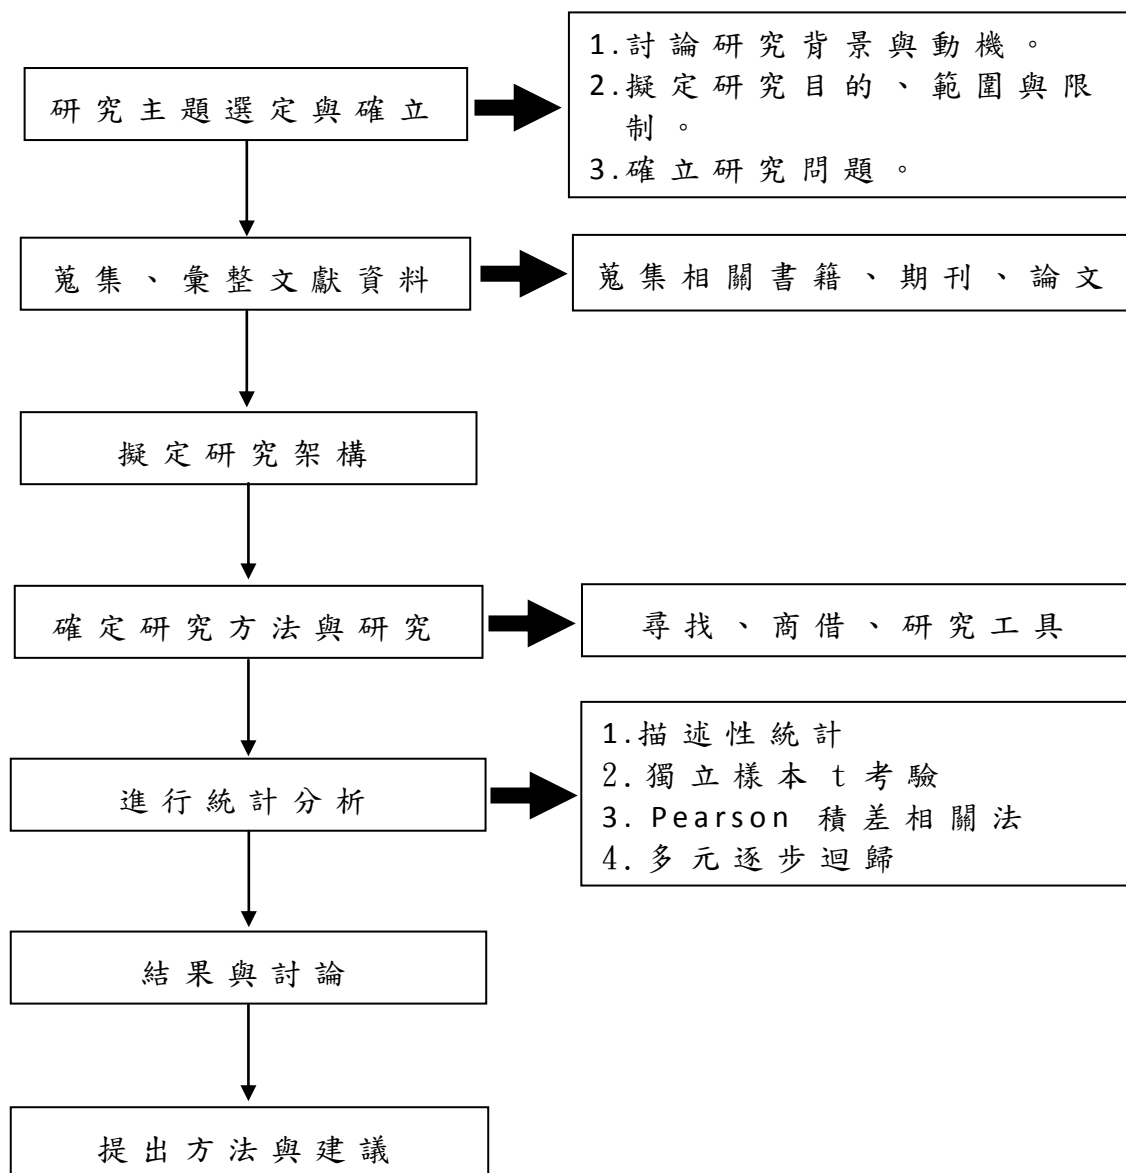 研究主題選定與確立
1.討論研究背景與動機。
2.擬定研究目的、範圍與限
制。
3.確立研究問題。
蒐集、彙整文獻資料
蒐集相關書籍、期刊、論文
擬定研究架構
確定研究方法與研究
尋找、商借、研究工具
進行統計分析
1.描述性統計
2.獨立樣本 t 考驗
3. Pearson 積差相關法
4.多元逐步迴歸
結果與討論
提出方法與建議